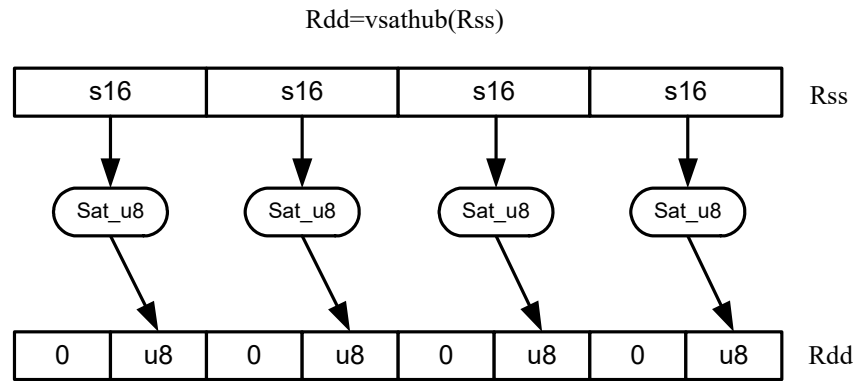 Rdd=vsathub(Rss)
s16 s16 s16 s16 Rss
Sat_u8 Sat_u8 Sat_u8 Sat_u8
0 u8 0 u8 0 u8 0 u8 Rdd